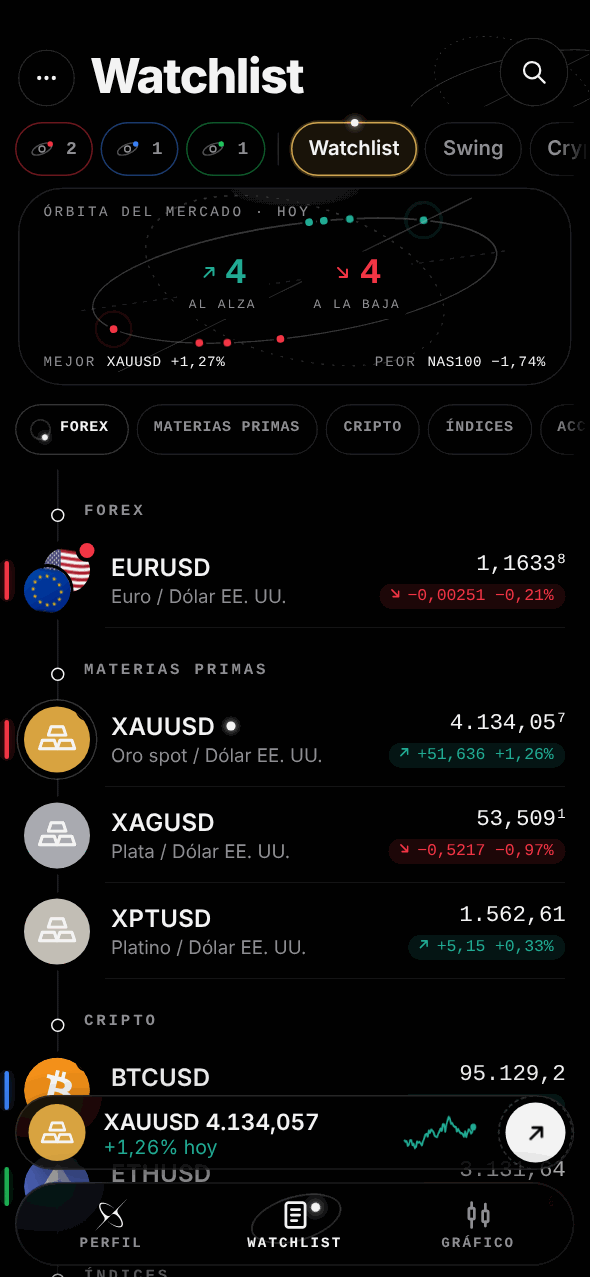 Watchlist
2
1
1
Watchlist
Swing
ÓRBITA DEL MERCADO · HOY
↗ 4
↘ 4
AL ALZA
A LA BAJA
MEJOR XAUUSD +1,27%
PEOR NAS100 −1,74%
FOREX
MATERIAS PRIMAS
CRIPTO
ÍNDICES
FOREX
EURUSD
1,1633⁸
Euro / Dólar EE. UU.
↘ −0,00251 −0,21%
MATERIAS PRIMAS
XAUUSD
4.134,05⁷
Oro spot / Dólar EE. UU.
↗ +51,636 +1,26%
XAGUSD
53,509¹
Plata / Dólar EE. UU.
↘ −0,5217 −0,97%
XPTUSD
1.562,61
Platino / Dólar EE. UU.
↗ +5,15 +0,33%
CRIPTO
BTCUSD
95.129,2
XAUUSD 4.134,057
+1,26% hoy
ETHUSD
3.131,64
PERFIL
WATCHLIST
GRÁFICO
ÍNDICES